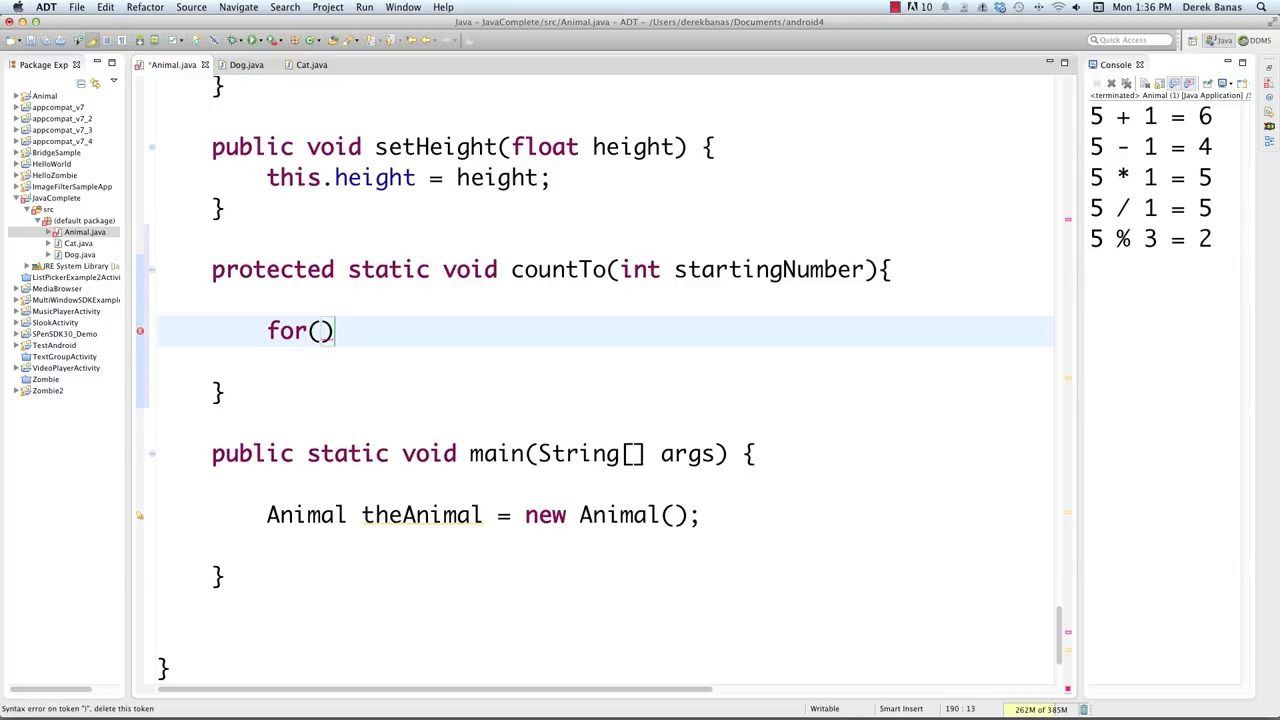 ADT File Edit Refactor Source Navigate Search Project Run Window Help 10 Mon 1:36 PM Derek Banas
Java - JavaComplete/src/Animal.java - ADT - /Users/derekbanas/Documents/android4
Quick Access Java DDMS
Package Exp
*Animal.java Dog.java Cat.java
Console
<terminated> Animal (1) [Java Application] /S
Animal
appcompat_v7
appcompat_v7_2
appcompat_v7_3
appcompat_v7_4
BridgeSample
HelloWorld
HelloZombie
ImageFilterSampleApp
JavaComplete
src
(default package)
Animal.java
Cat.java
Dog.java
JRE System Library [Ja
ListPickerExample2Activi
MediaBrowser
MultiWindowSDKExample
MusicPlayerActivity
SlookActivity
SPenSDK30_Demo
TestAndroid
TextGroupActivity
VideoPlayerActivity
Zombie
Zombie2
}
public void setHeight(float height) {
this.height = height;
}
protected static void countTo(int startingNumber){
for()
}
public static void main(String[] args) {
Animal theAnimal = new Animal();
}
}
5 + 1 = 6
5 - 1 = 4
5 * 1 = 5
5 / 1 = 5
5 % 3 = 2
Syntax error on token ")", delete this token Writable Smart Insert 190 : 13 262M of 385M